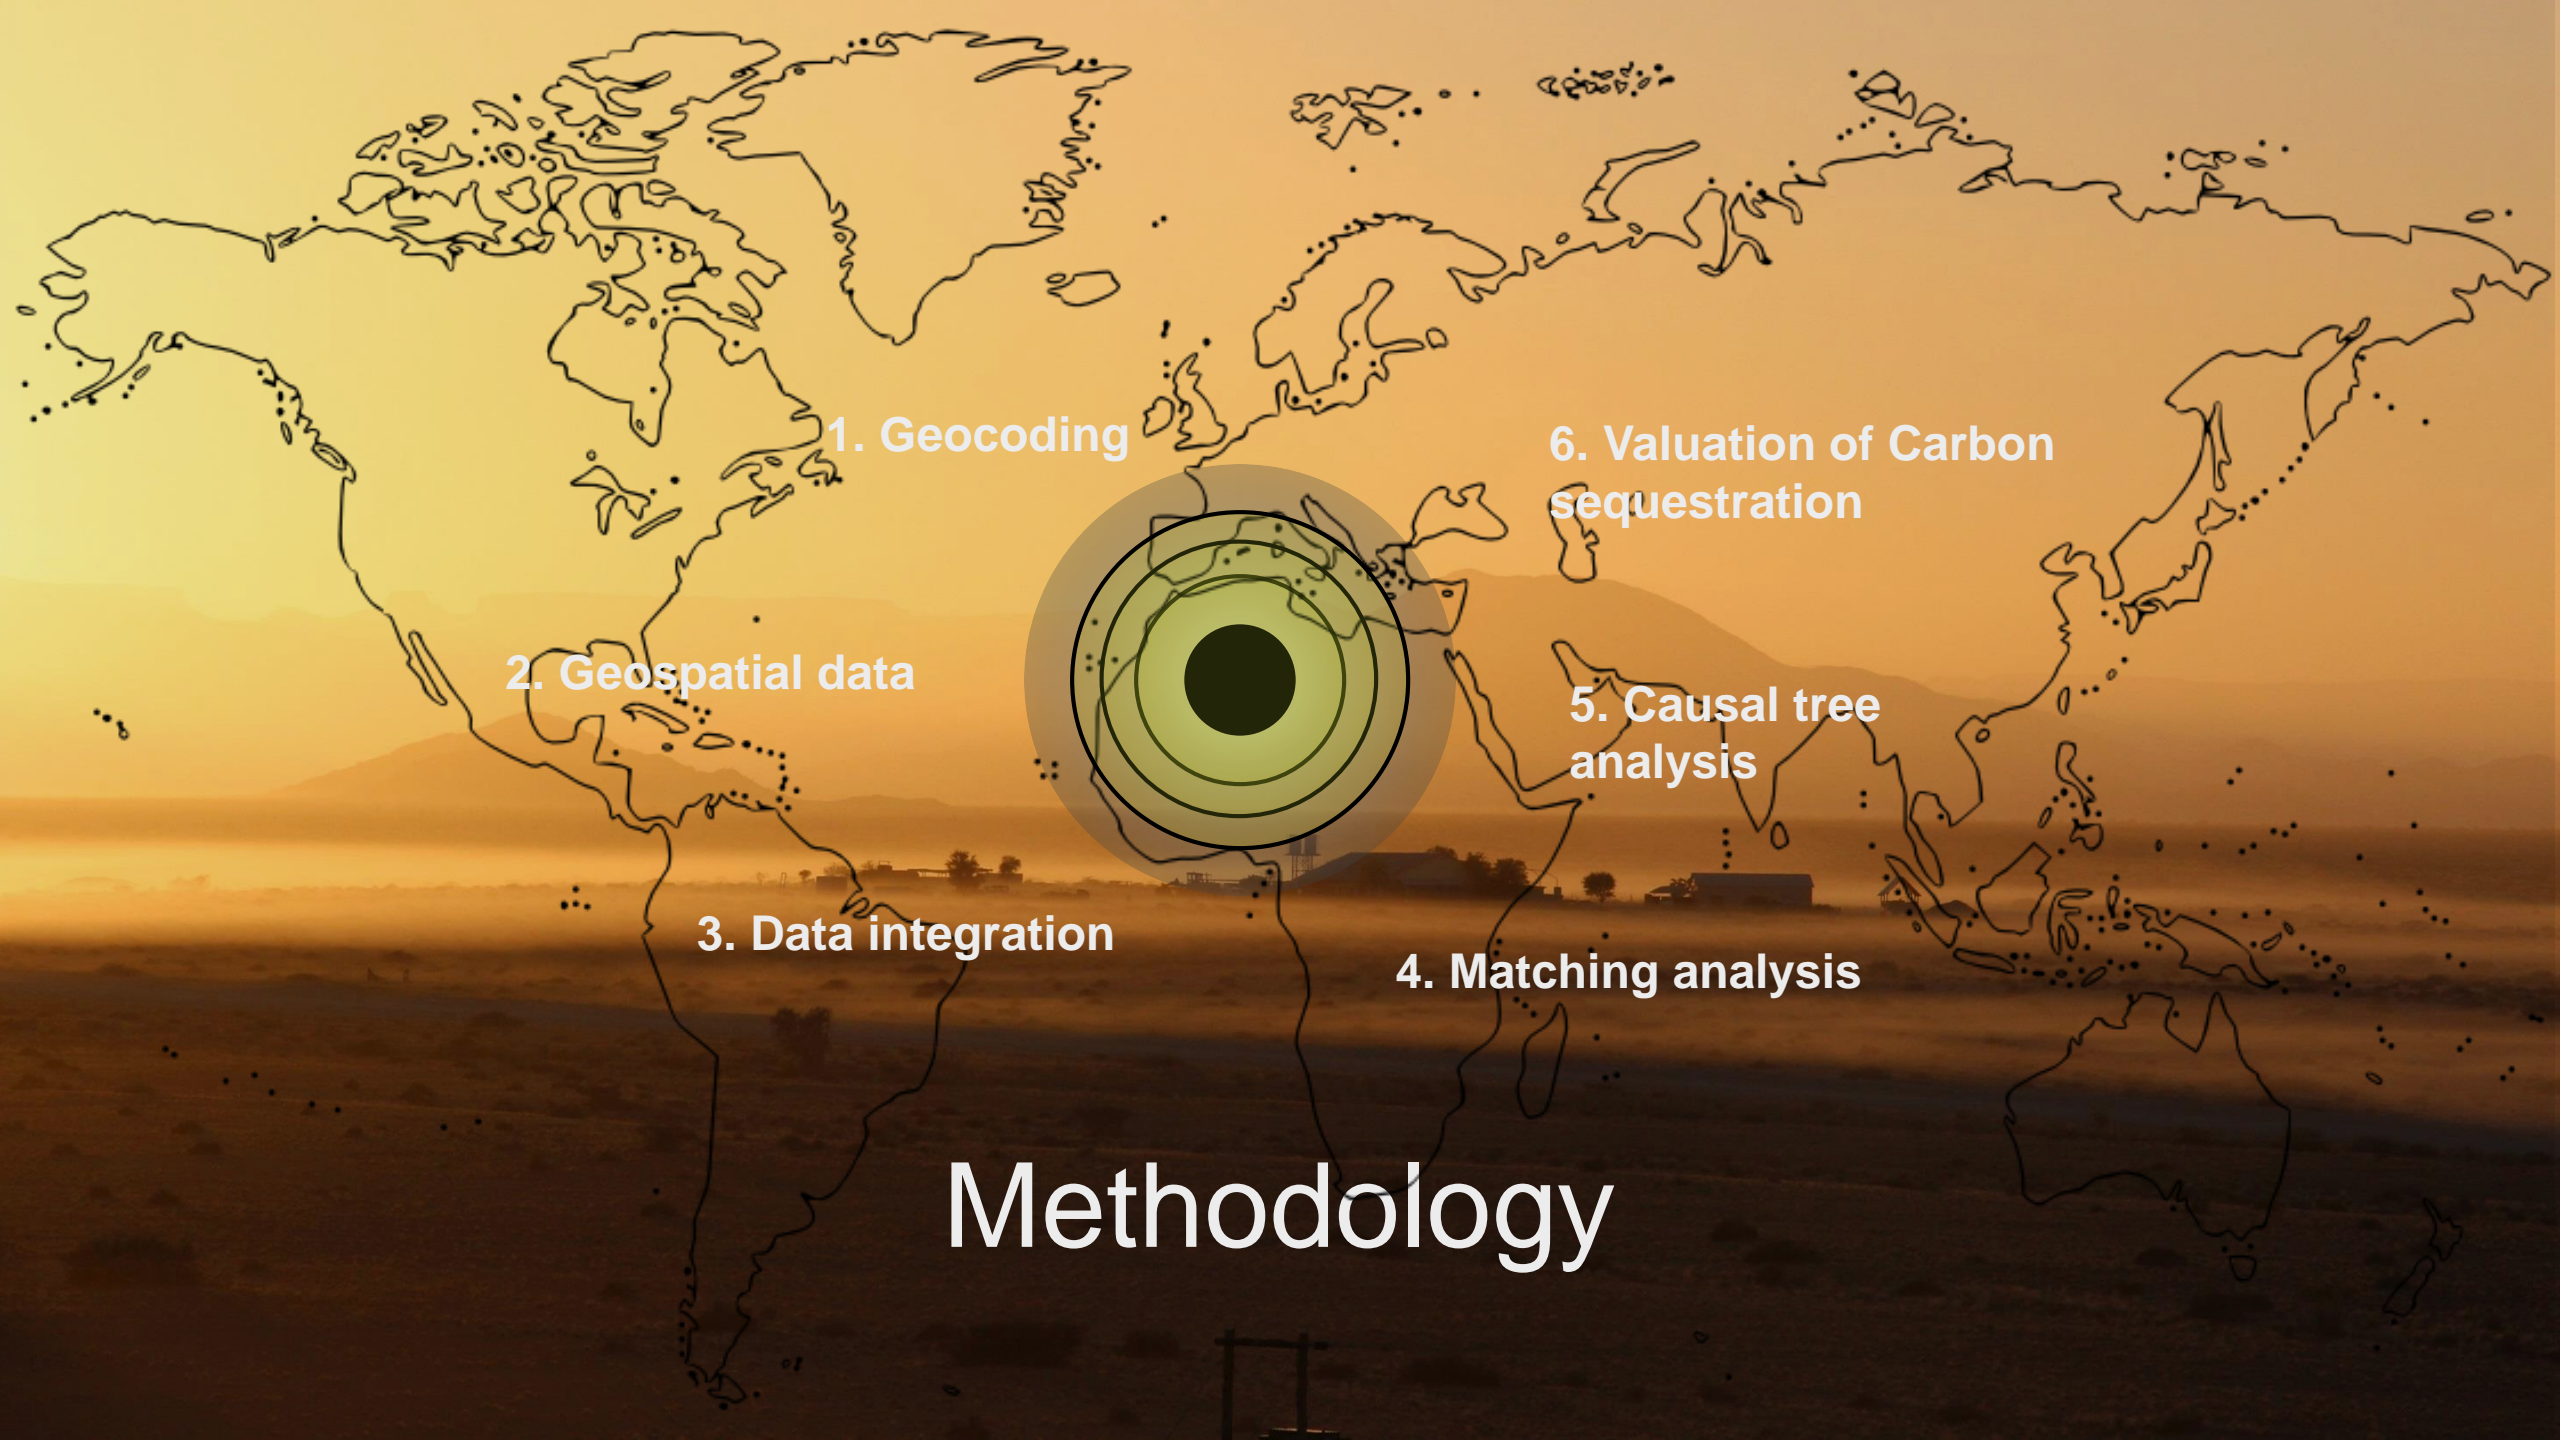 1. Geocoding
2. Geospatial data
3. Data integration
4. Matching analysis
5. Causal tree
analysis
6. Valuation of Carbon
sequestration
Methodology